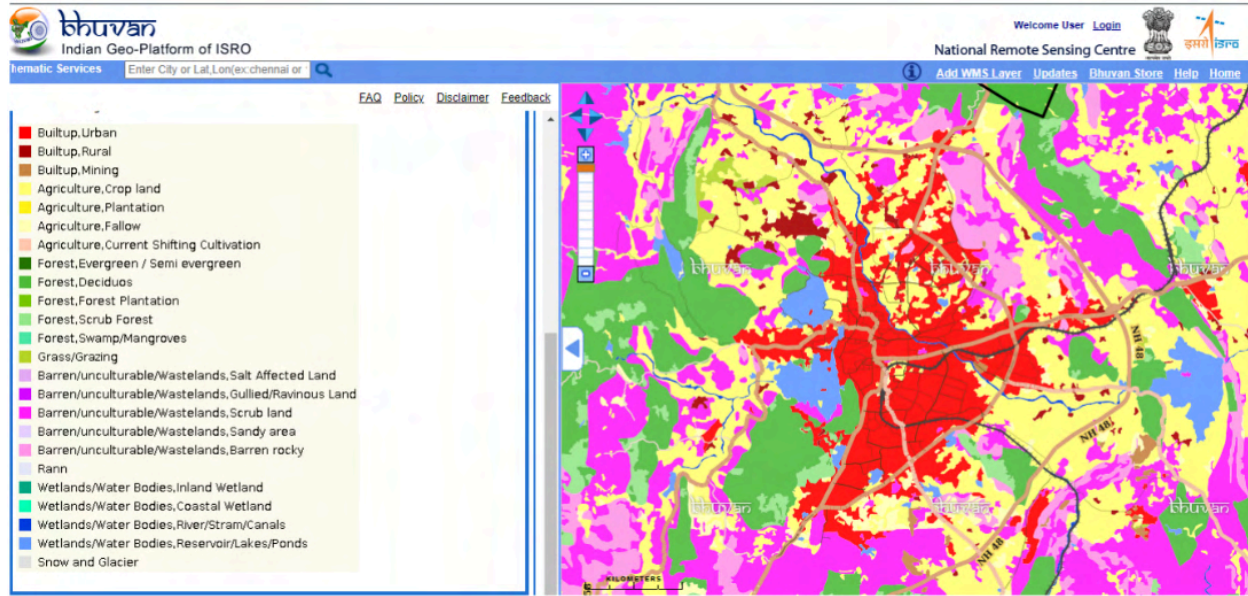 bhuvan
Indian Geo-Platform of ISRO
Welcome User Login
National Remote Sensing Centre
इसरो isro
hematic Services
Enter City or Lat,Lon(ex:chennai or
Add WMS Layer Updates Bhuvan Store Help Home
FAQ Policy Disclaimer Feedback
Builtup,Urban
Builtup,Rural
Builtup,Mining
Agriculture,Crop land
Agriculture,Plantation
Agriculture,Fallow
Agriculture,Current Shifting Cultivation
Forest,Evergreen / Semi evergreen
Forest,Deciduos
Forest,Forest Plantation
Forest,Scrub Forest
Forest,Swamp/Mangroves
Grass/Grazing
Barren/unculturable/Wastelands,Salt Affected Land
Barren/unculturable/Wastelands,Gullied/Ravinous Land
Barren/unculturable/Wastelands,Scrub land
Barren/unculturable/Wastelands,Sandy area
Barren/unculturable/Wastelands,Barren rocky
Rann
Wetlands/Water Bodies,Inland Wetland
Wetlands/Water Bodies,Coastal Wetland
Wetlands/Water Bodies,River/Stram/Canals
Wetlands/Water Bodies,Reservoir/Lakes/Ponds
Snow and Glacier
bhuvan
bhuvan
bhuvan
NH 48
NH 48
bhuvan
bhuvan
bhuvan
NH 48
KILOMETERS